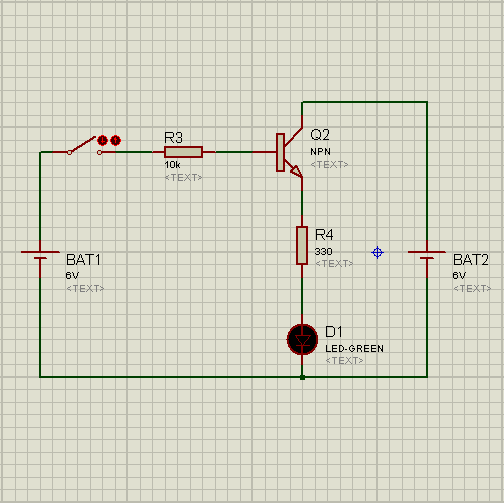 R3
10k
<TEXT>
Q2
NPN
<TEXT>
R4
330
<TEXT>
BAT1
6V
<TEXT>
BAT2
6V
<TEXT>
D1
LED-GREEN
<TEXT>